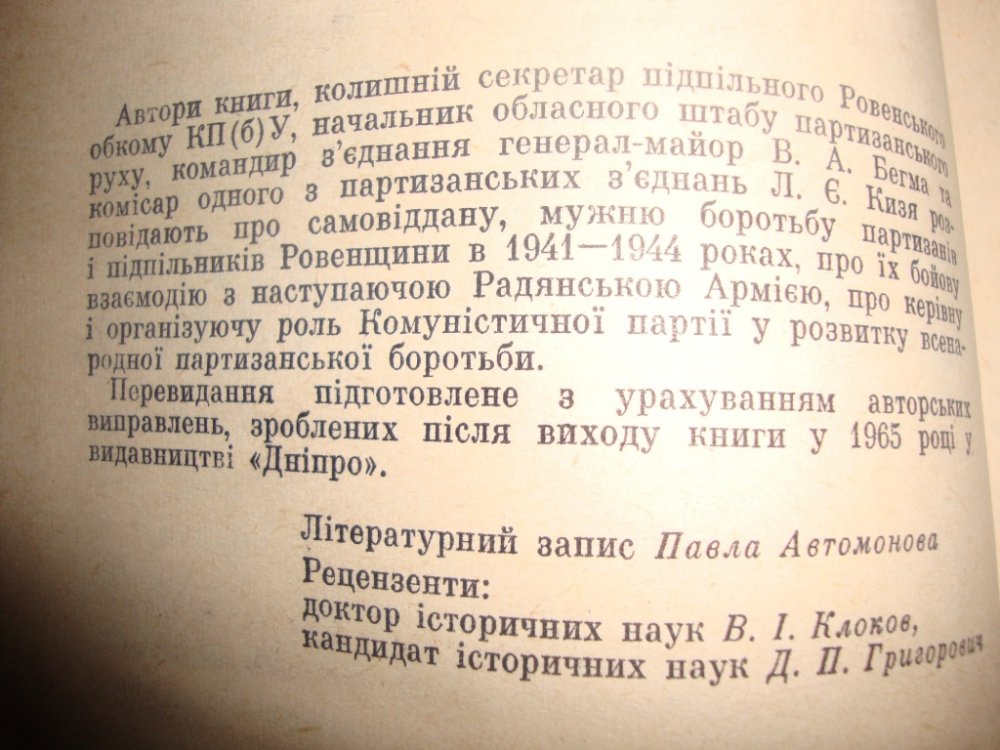 Автори книги, колишній секретар підпільного Ровенського
обкому КП(б)У, начальник обласного штабу партизанського
руху, командир з'єднання генерал-майор В. А. Бегма та
комісар одного з партизанських з'єднань Л. Є. Кизя роз-
повідають про самовіддану, мужню боротьбу партизанів
і підпільників Ровенщини в 1941—1944 роках, про їх бойову
взаємодію з наступаючою Радянською Армією, про керівну
і організуючу роль Комуністичної партії у розвитку всена-
родної партизанської боротьби.
Перевидання підготовлене з урахуванням авторських
виправлень, зроблених після виходу книги у 1965 році у
видавництві «Дніпро».
Літературний запис Павла Автомонова
Рецензенти:
доктор історичних наук В. І. Клоков,
кандидат історичних наук Д. П. Григорович